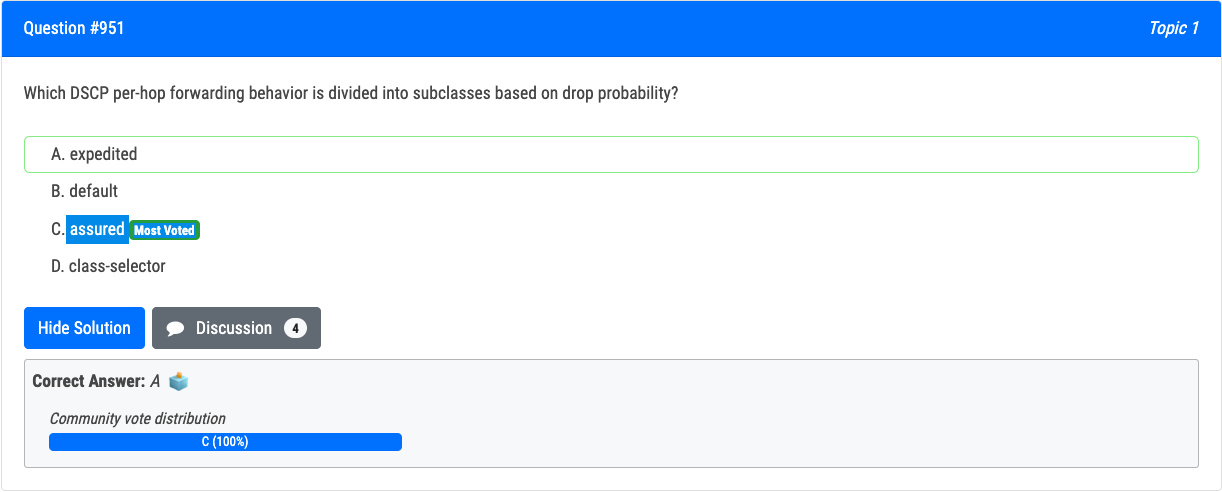 Question #951 Topic 1
Which DSCP per-hop forwarding behavior is divided into subclasses based on drop probability?
A. expedited
B. default
C. assured Most Voted
D. class-selector
Hide Solution Discussion 4
Correct Answer: A
Community vote distribution
C (100%)